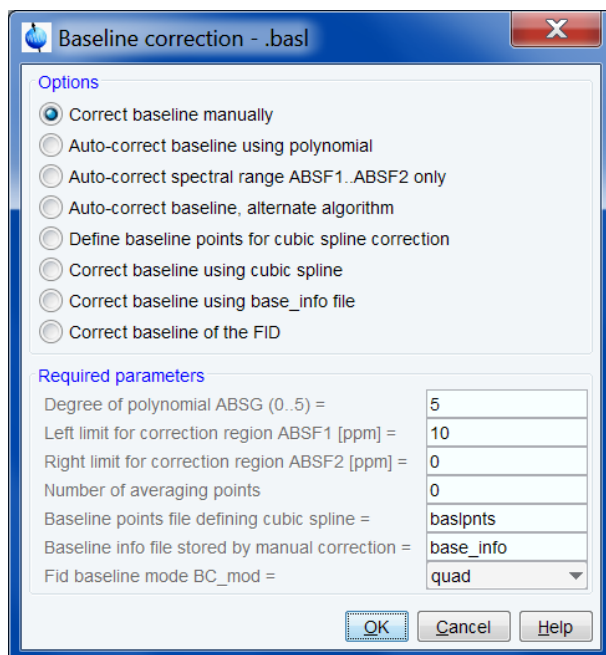 Baseline correction - .basl
Options
Correct baseline manually
Auto-correct baseline using polynomial
Auto-correct spectral range ABSF1..ABSF2 only
Auto-correct baseline, alternate algorithm
Define baseline points for cubic spline correction
Correct baseline using cubic spline
Correct baseline using base_info file
Correct baseline of the FID
Required parameters
Degree of polynomial ABSG (0..5) = 5
Left limit for correction region ABSF1 [ppm] = 10
Right limit for correction region ABSF2 [ppm] = 0
Number of averaging points 0
Baseline points file defining cubic spline = baslpnts
Baseline info file stored by manual correction = base_info
Fid baseline mode BC_mod = quad
OK Cancel Help